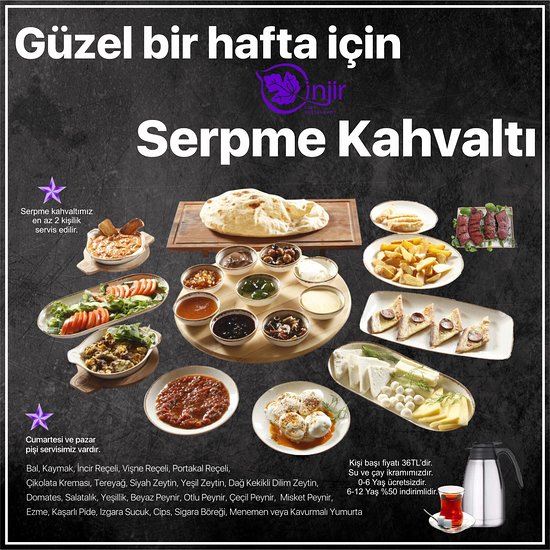 Güzel bir hafta için
injir
Serpme Kahvaltı
Serpme kahvaltımız
en az 2 kişilik
servis edilir.
Cumartesi ve pazar
pişi servisimiz vardır.
Bal, Kaymak, İncir Reçeli, Vişne Reçeli, Portakal Reçeli,
Çikolata Kreması, Tereyağ, Siyah Zeytin, Yeşil Zeytin, Dağ Kekikli Dilim Zeytin,
Domates, Salatalık, Yeşillik, Beyaz Peynir, Otlu Peynir, Çeçil Peynir, Misket Peynir,
Ezme, Kaşarlı Pide, Izgara Sucuk, Cips, Sigara Böreği, Menemen veya Kavurmalı Yumurta
Kişi başı fiyatı 36TL'dir.
Su ve çay ikramımızdır.
0-6 Yaş ücretsizdir.
6-12 Yaş %50 indirimlidir.